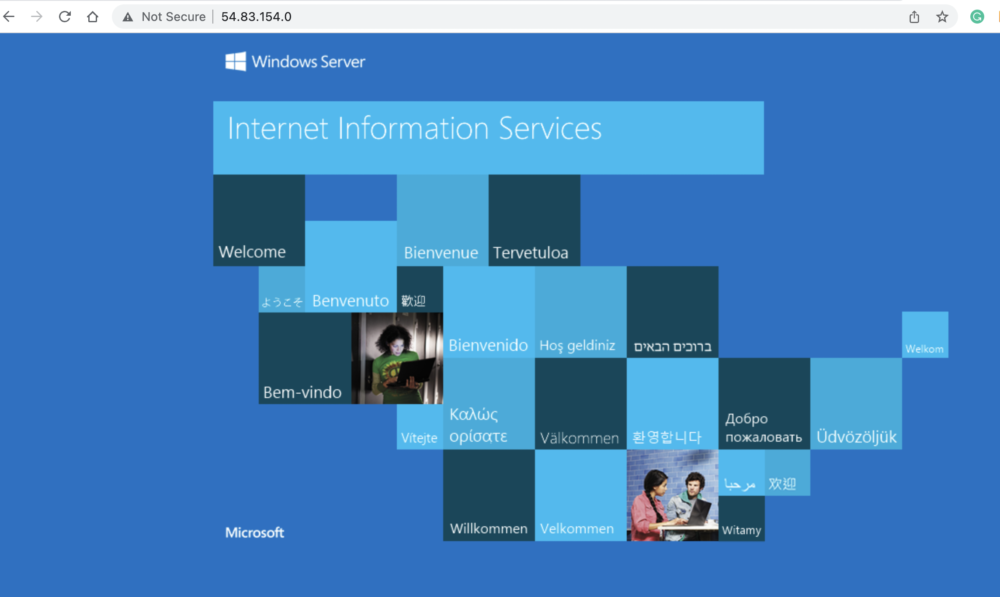 Not Secure
54.83.154.0
Windows Server
Internet Information Services
Welcome
Bienvenue
Tervetuloa
ようこそ
Benvenuto
歡迎
Bienvenido
Hoş geldiniz
ברוכים הבאים
Welkom
Bem-vindo
Vítejte
Καλώς
ορίσατε
Välkommen
환영합니다
Добро
пожаловать
Üdvözöljük
مرحبا
欢迎
Willkommen
Velkommen
Witamy
Microsoft